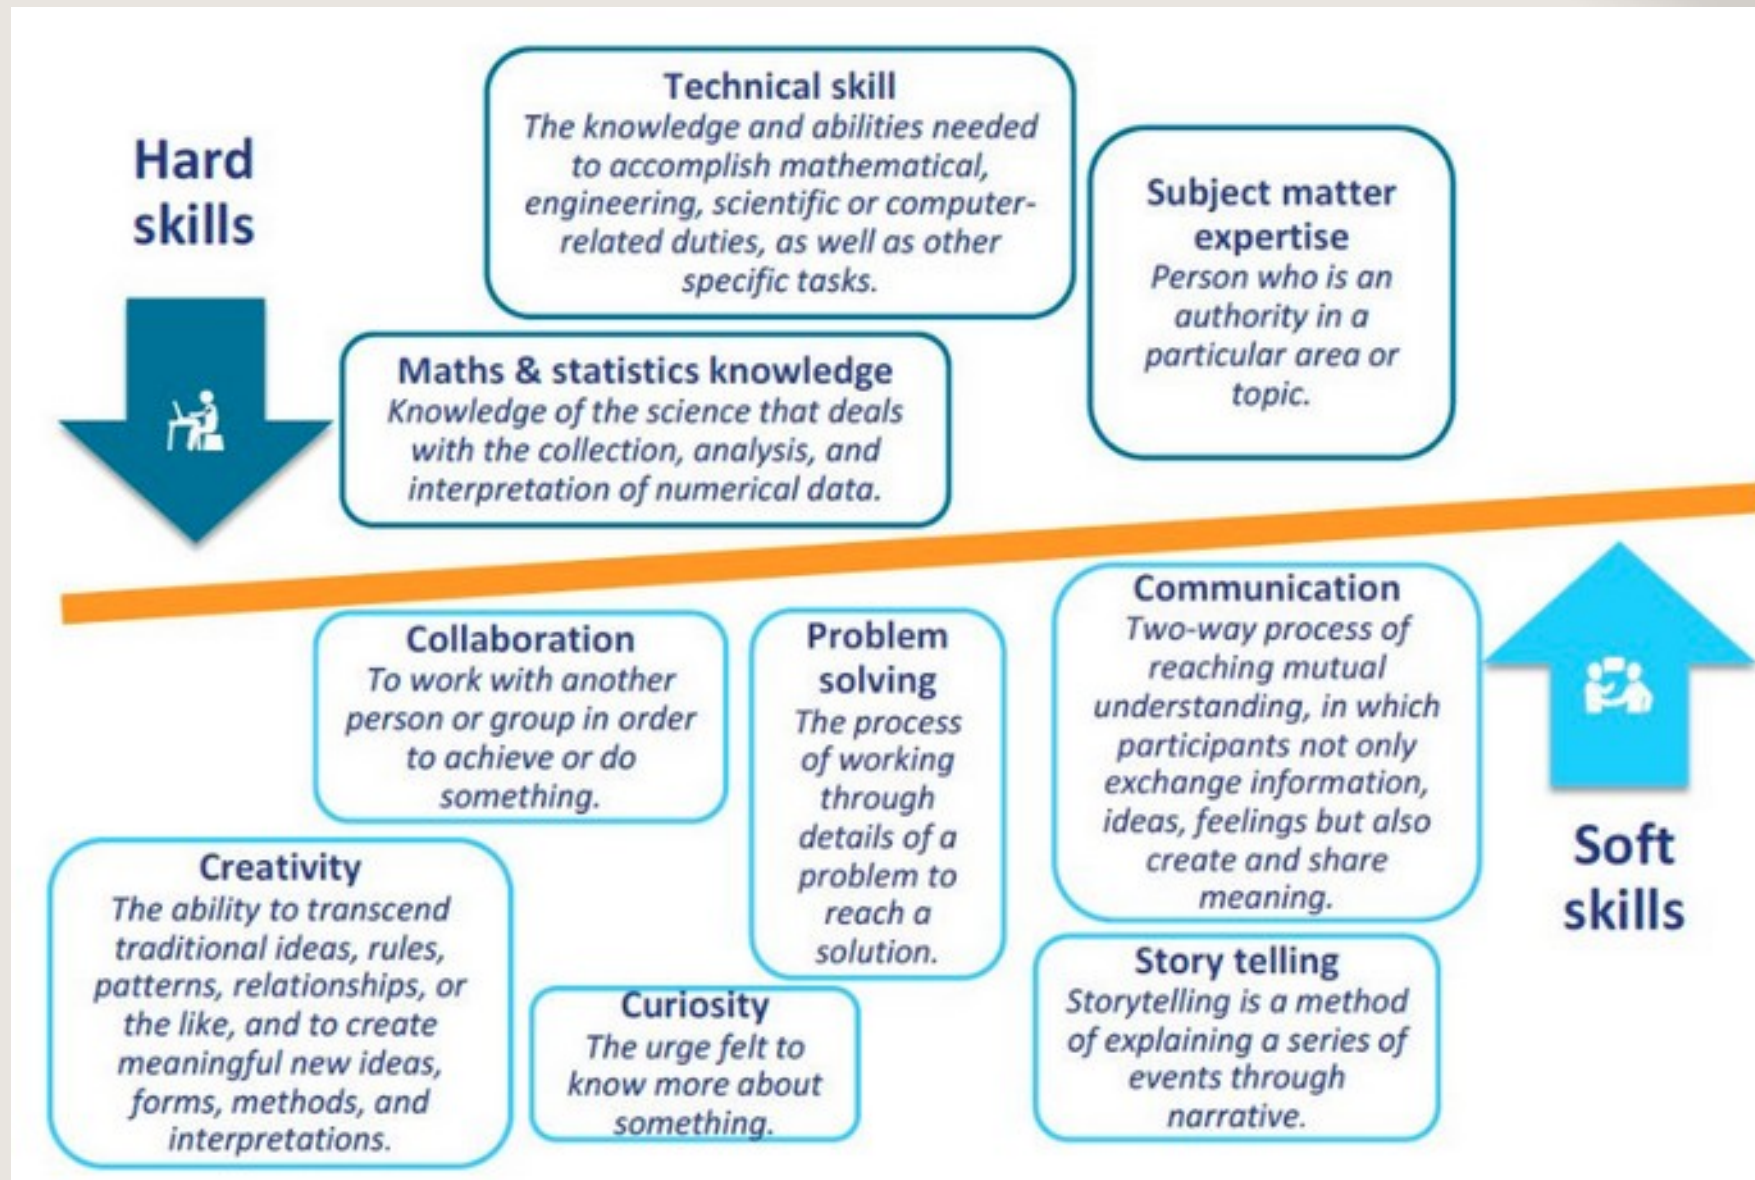 Hard
skills
Technical skill
The knowledge and abilities needed
to accomplish mathematical,
engineering, scientific or computer-
related duties, as well as other
specific tasks.
Subject matter
expertise
Person who is an
authority in a
particular area or
topic.
Maths & statistics knowledge
Knowledge of the science that deals
with the collection, analysis, and
interpretation of numerical data.
Collaboration
To work with another
person or group in order
to achieve or do
something.
Problem
solving
The process
of working
through
details of a
problem to
reach a
solution.
Communication
Two-way process of
reaching mutual
understanding, in which
participants not only
exchange information,
ideas, feelings but also
create and share
meaning.
Soft
skills
Creativity
The ability to transcend
traditional ideas, rules,
patterns, relationships, or
the like, and to create
meaningful new ideas,
forms, methods, and
interpretations.
Curiosity
The urge felt to
know more about
something.
Story telling
Storytelling is a method
of explaining a series of
events through
narrative.